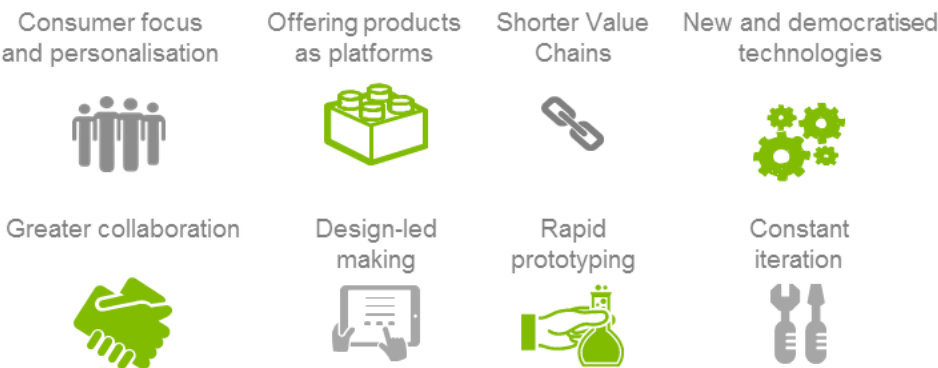 Consumer focus
and personalisation
Offering products
as platforms
Shorter Value
Chains
New and democratised
technologies
Greater collaboration
Design-led
making
Rapid
prototyping
Constant
iteration